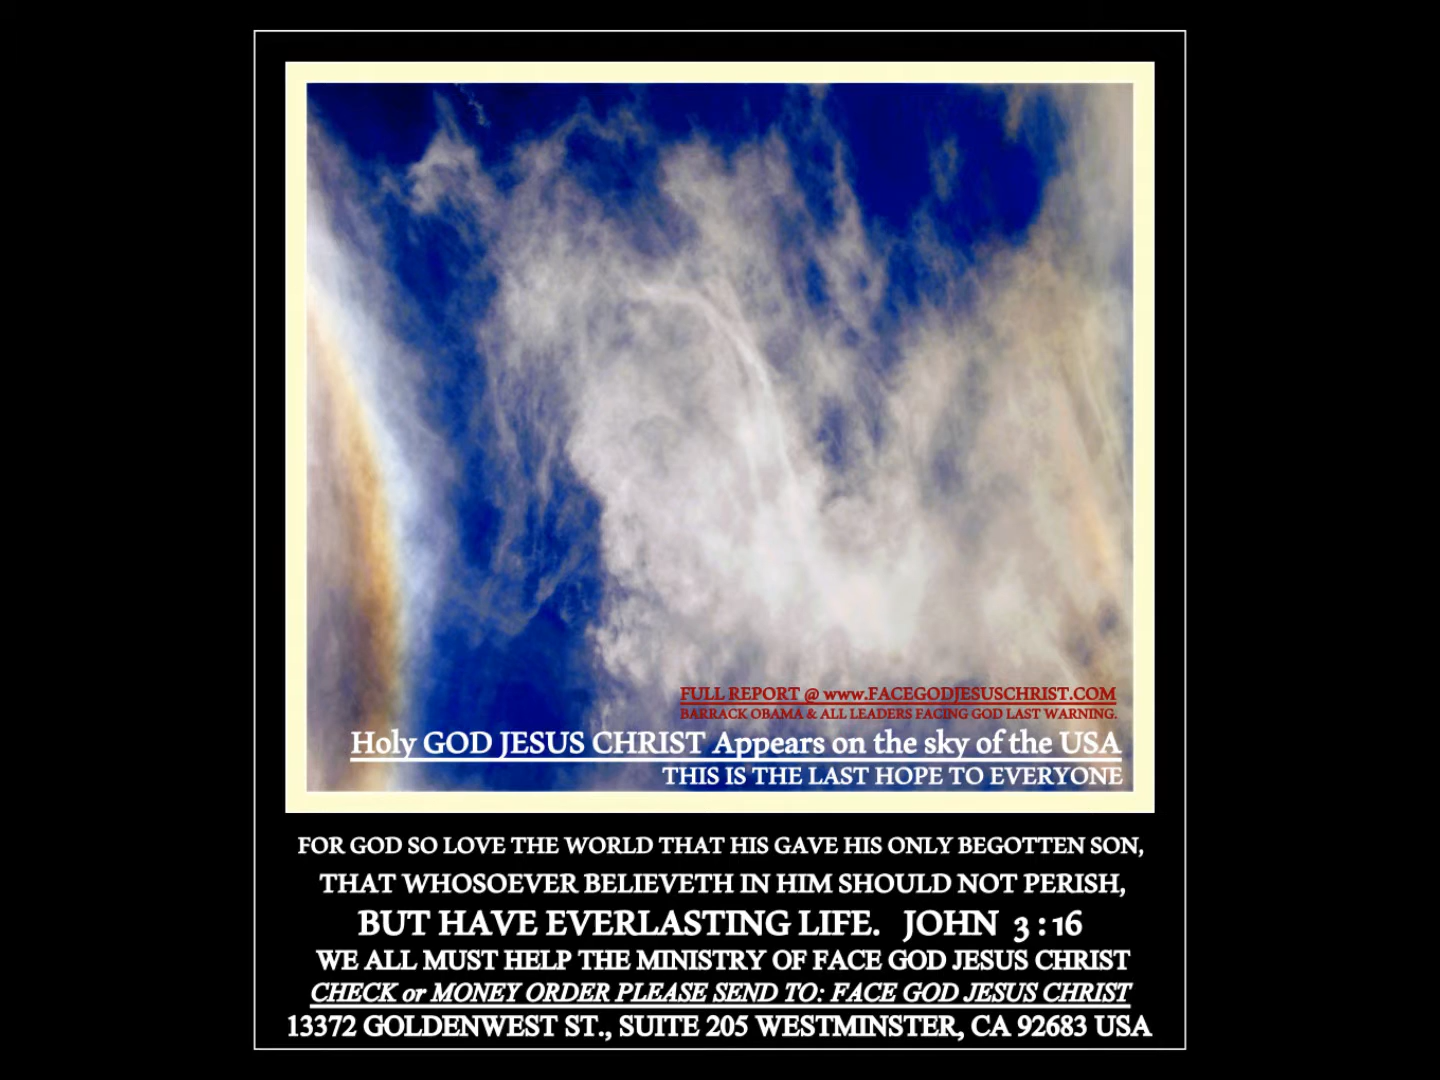 FULL REPORT @ www.FACEGODJESUSCHRIST.COM
BARRACK OBAMA & ALL LEADERS FACING GOD LAST WARNING.
Holy GOD JESUS CHRIST Appears on the sky of the USA
THIS IS THE LAST HOPE TO EVERYONE
FOR GOD SO LOVE THE WORLD THAT HIS GAVE HIS ONLY BEGOTTEN SON,
THAT WHOSOEVER BELIEVETH IN HIM SHOULD NOT PERISH,
BUT HAVE EVERLASTING LIFE. JOHN 3 : 16
WE ALL MUST HELP THE MINISTRY OF FACE GOD JESUS CHRIST
CHECK or MONEY ORDER PLEASE SEND TO: FACE GOD JESUS CHRIST
13372 GOLDENWEST ST., SUITE 205 WESTMINSTER, CA 92683 USA